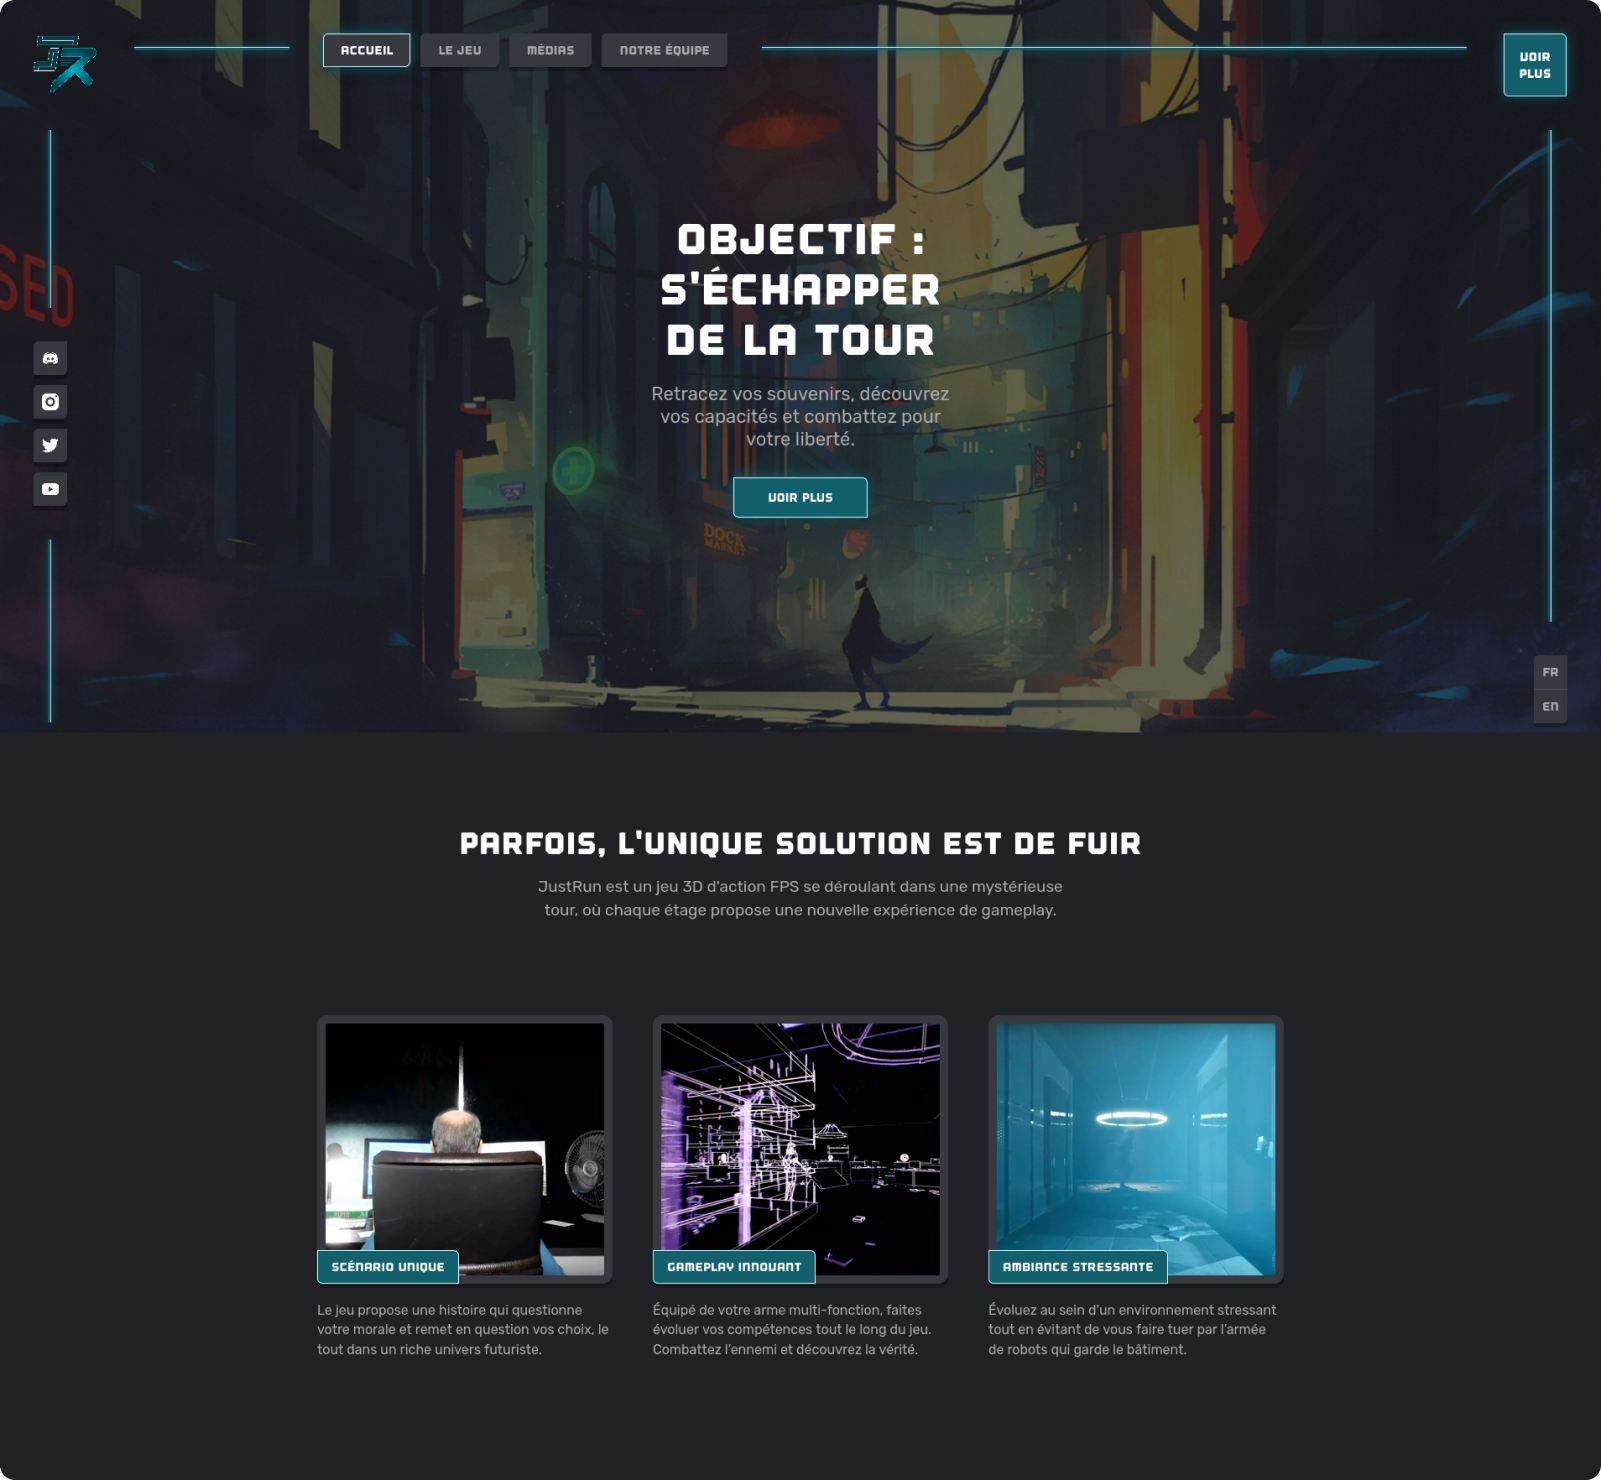 JR
ACCUEIL
LE JEU
MÉDIAS
NOTRE ÉQUIPE
VOIR
PLUS
SED
OBJECTIF :
S'ÉCHAPPER
DE LA TOUR
Retracez vos souvenirs, découvrez
vos capacités et combattez pour
votre liberté.
VOIR PLUS
DOCK
MARKET
FR
EN
PARFOIS, L'UNIQUE SOLUTION EST DE FUIR
JustRun est un jeu 3D d'action FPS se déroulant dans une mystérieuse
tour, où chaque étage propose une nouvelle expérience de gameplay.
SCÉNARIO UNIQUE
Le jeu propose une histoire qui questionne
votre morale et remet en question vos choix, le
tout dans un riche univers futuriste.
GAMEPLAY INNOVANT
Équipé de votre arme multi-fonction, faites
évoluer vos compétences tout le long du jeu.
Combattez l’ennemi et découvrez la vérité.
AMBIANCE STRESSANTE
Évoluez au sein d'un environnement stressant
tout en évitant de vous faire tuer par l’armée
de robots qui garde le bâtiment.